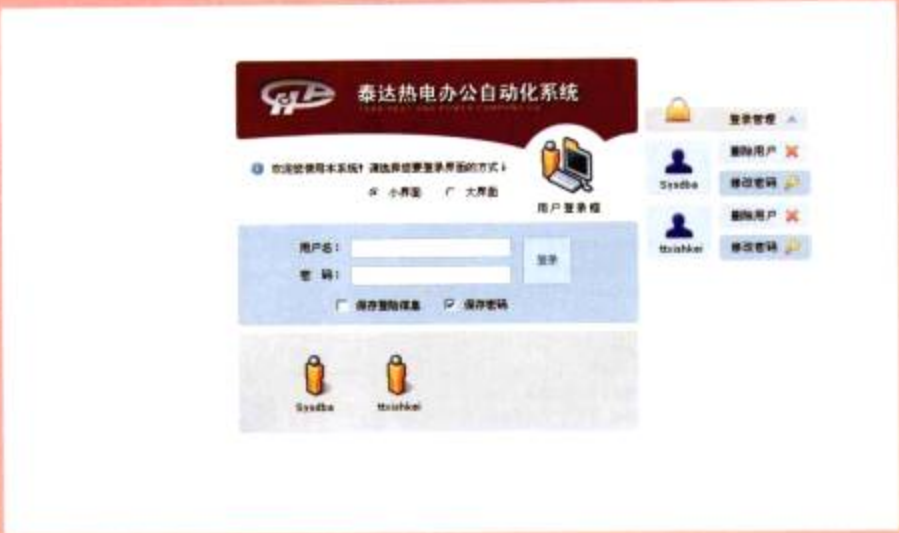 泰达热电办公自动化系统
欢迎您使用本系统! 请选择您要登录界面的方式:
小界面 大界面
用户登录框
用户名:
密 码:
登录
保存登陆信息 保存密码
Sysdba
登录管理
删除用户
Sysdba
修改密码
删除用户
修改密码